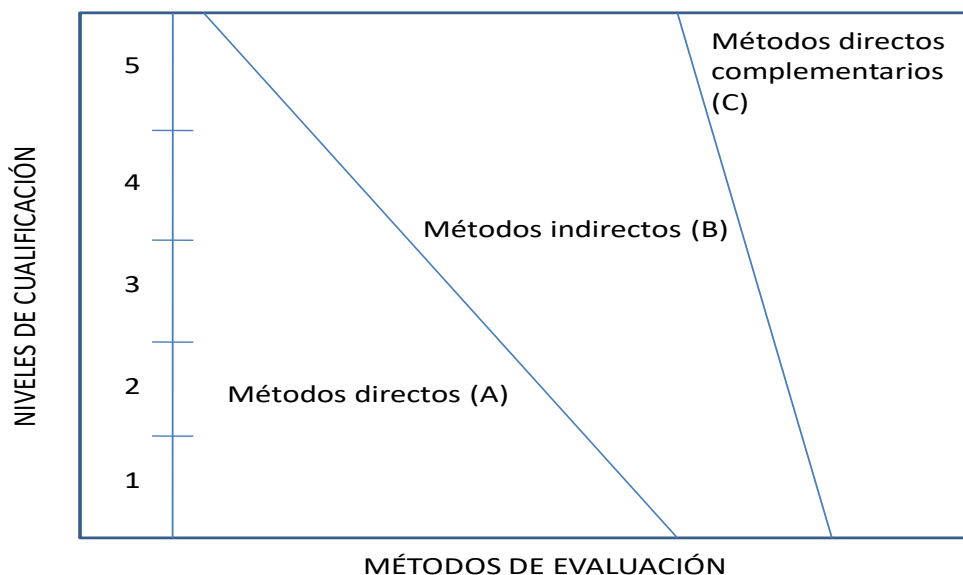 NIVELES DE CUALIFICACIÓN
5
4
3
2
1
Métodos directos
complementarios
(C)
Métodos indirectos (B)
Métodos directos (A)
MÉTODOS DE EVALUACIÓN